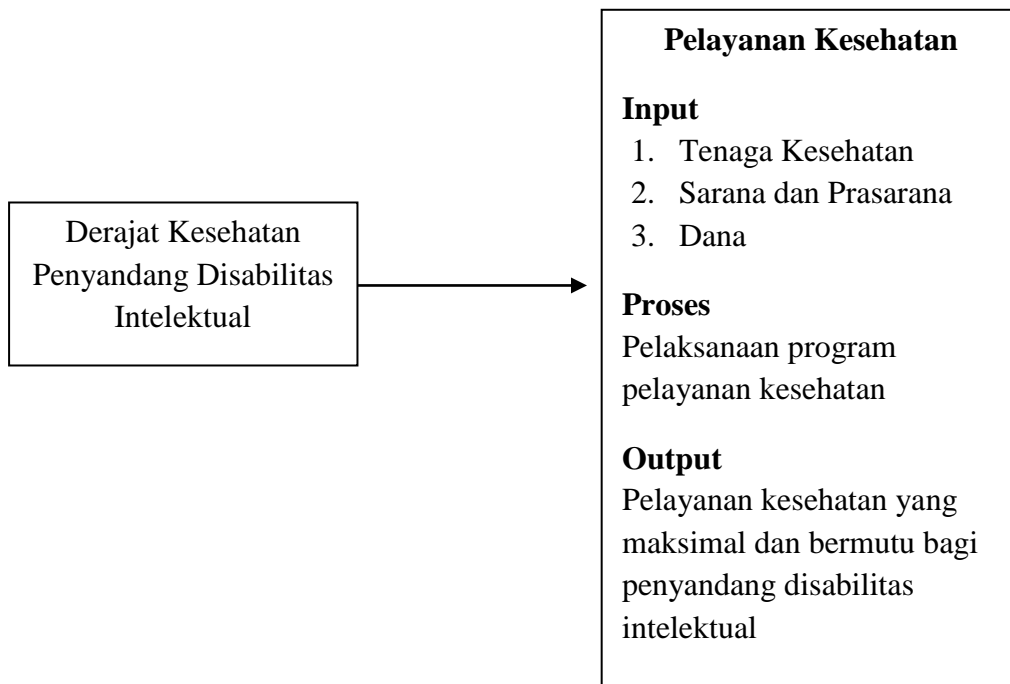 Derajat Kesehatan
Penyandang Disabilitas
Intelektual
Pelayanan Kesehatan
Input
1. Tenaga Kesehatan
2. Sarana dan Prasarana
3. Dana
Proses
Pelaksanaan program
pelayanan kesehatan
Output
Pelayanan kesehatan yang
maksimal dan bermutu bagi
penyandang disabilitas
intelektual